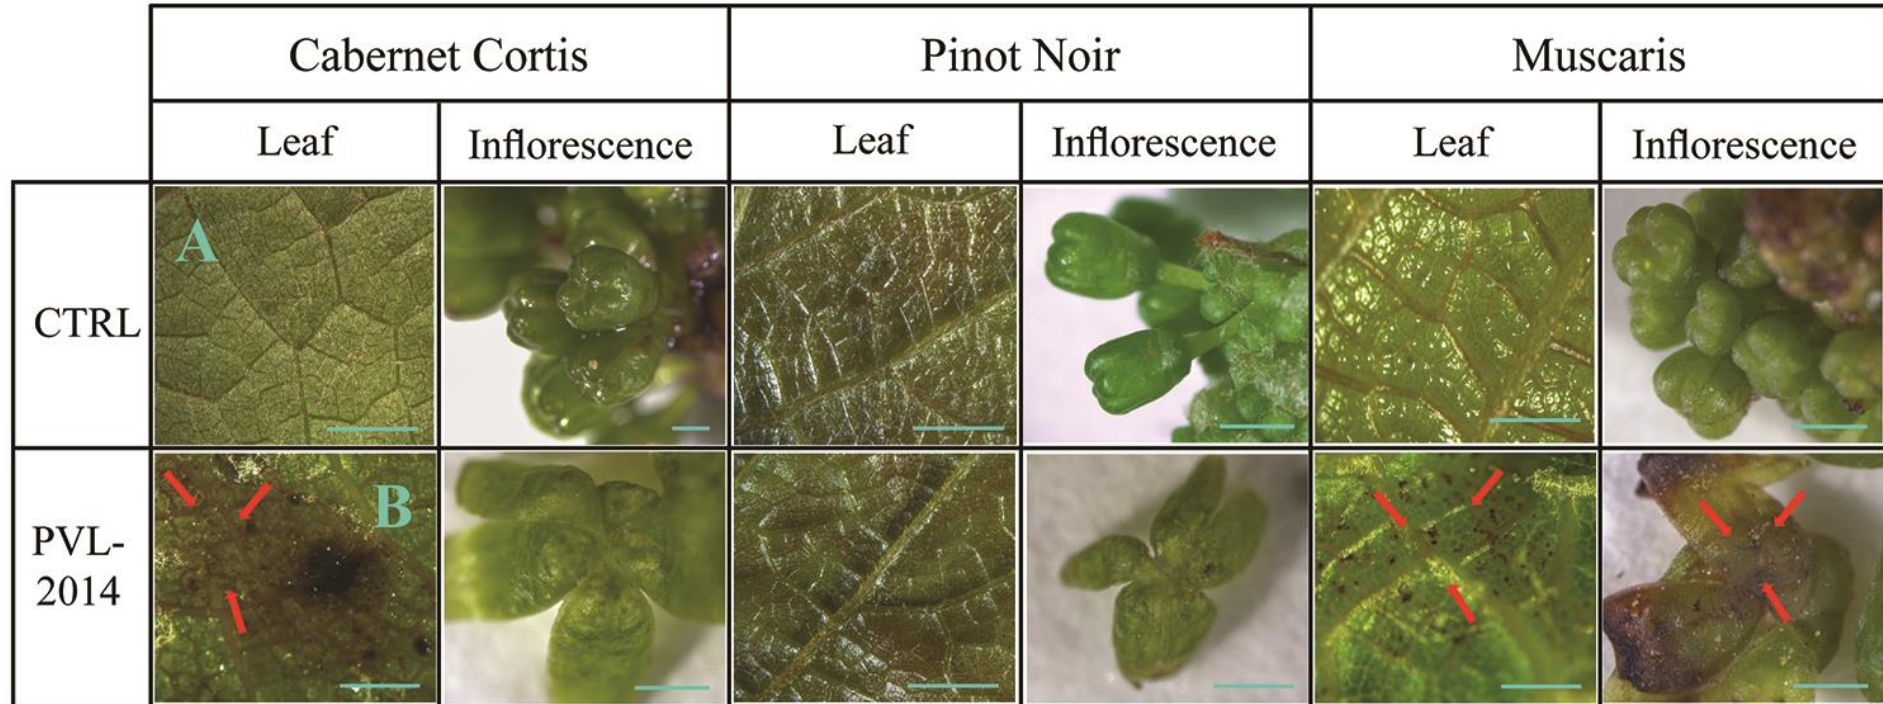 Cabernet Cortis
Pinot Noir
Muscaris
Leaf
Inflorescence
Leaf
Inflorescence
Leaf
Inflorescence
CTRL
A
PVL-
2014
B